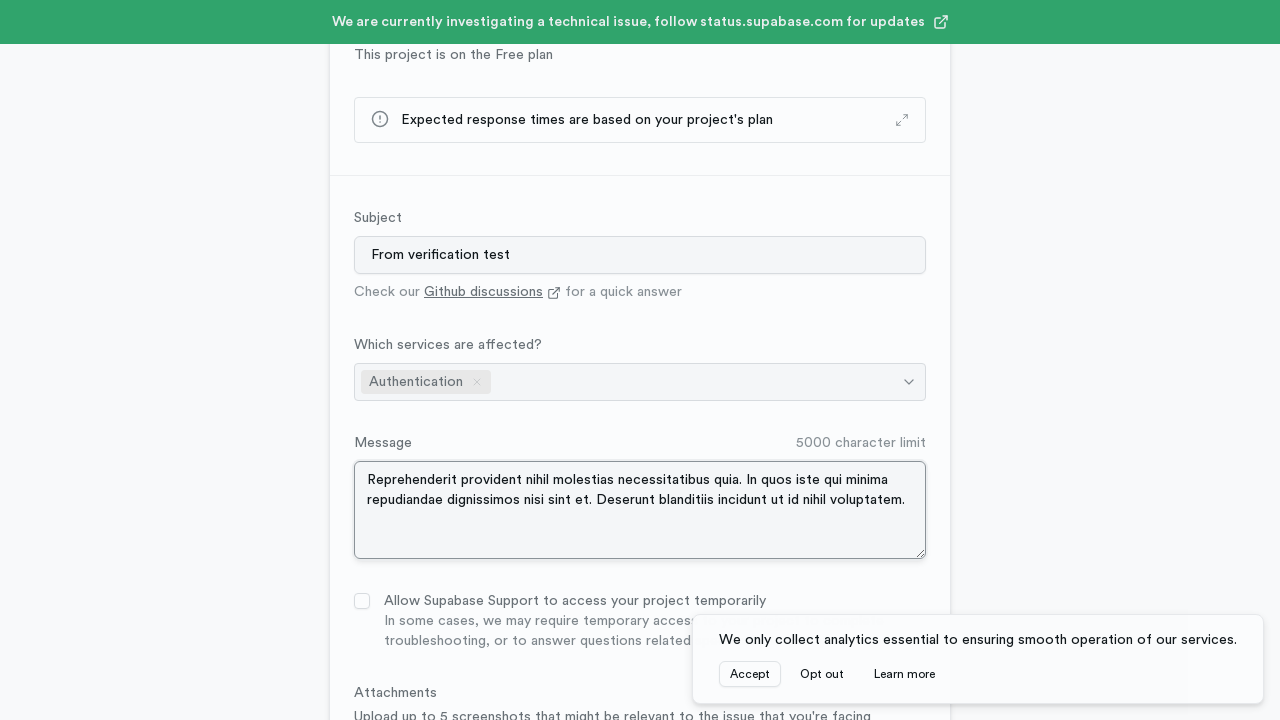 We are currently investigating a technical issue, follow status.supabase.com for updates
This project is on the Free plan
Expected response times are based on your project's plan
Subject
From verification test
Check our Github discussions for a quick answer
Which services are affected?
Authentication
Message
5000 character limit
Reprehenderit provident nihil molestias necessitatibus quia. In quos iste qui minima
repudiandae dignissimos nisi sint et. Deserunt blanditiis incidunt ut id nihil voluptatem.
Allow Supabase Support to access your project temporarily
In some cases, we may require temporary access
troubleshooting, or to answer questions related
We only collect analytics essential to ensuring smooth operation of our services.
Accept
Opt out
Learn more
Attachments
Upload up to 5 screenshots that might be relevant to the issue that you're facing